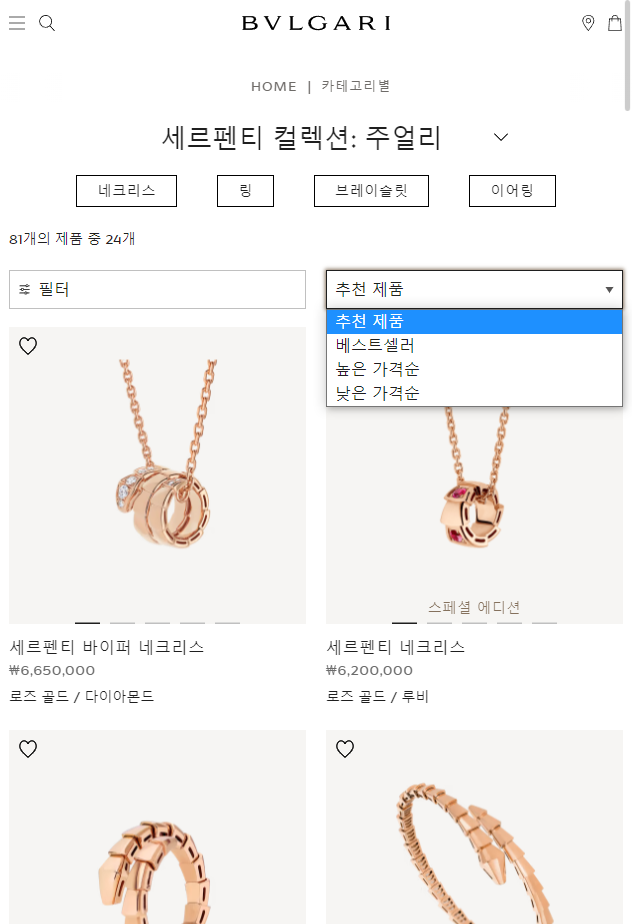 BVLGARI
HOME | 카테고리별
세르펜티 컬렉션: 주얼리
네크리스
링
브레이슬릿
이어링
81개의 제품 중 24개
필터
추천 제품
추천 제품
베스트셀러
높은 가격순
낮은 가격순
스페셜 에디션
세르펜티 바이퍼 네크리스
₩6,650,000
로즈 골드 / 다이아몬드
세르펜티 네크리스
₩6,200,000
로즈 골드 / 루비